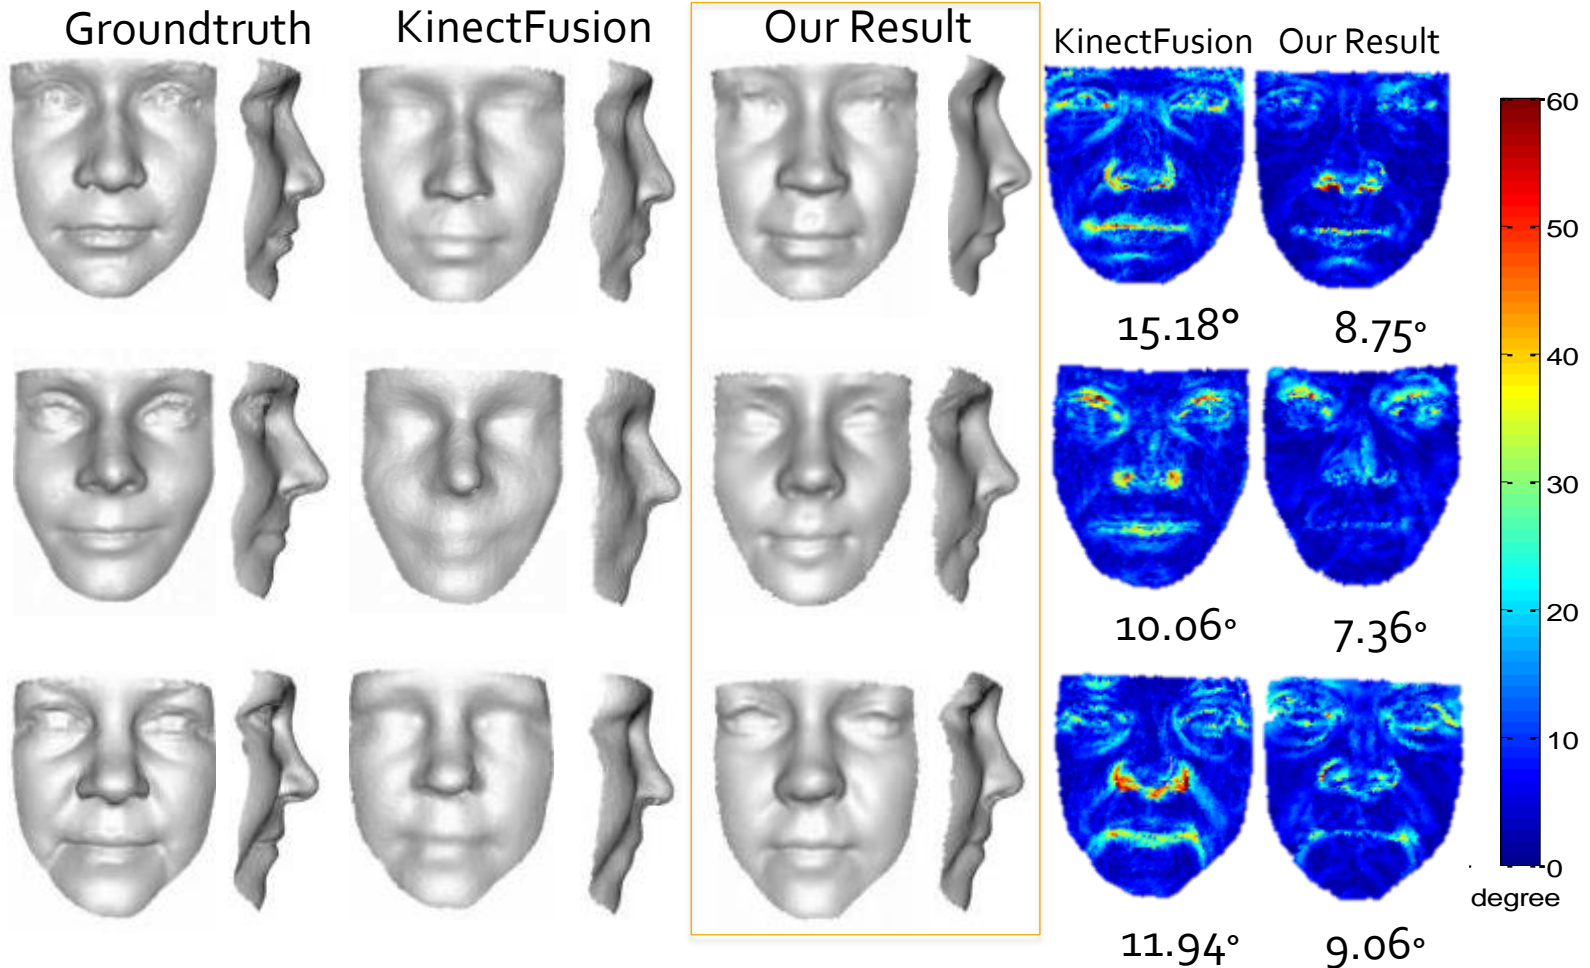 Groundtruth
KinectFusion
Our Result
KinectFusion
Our Result
60
50
40
30
20
10
0
degree
15.18°
8.75°
10.06°
7.36°
11.94°
9.06°